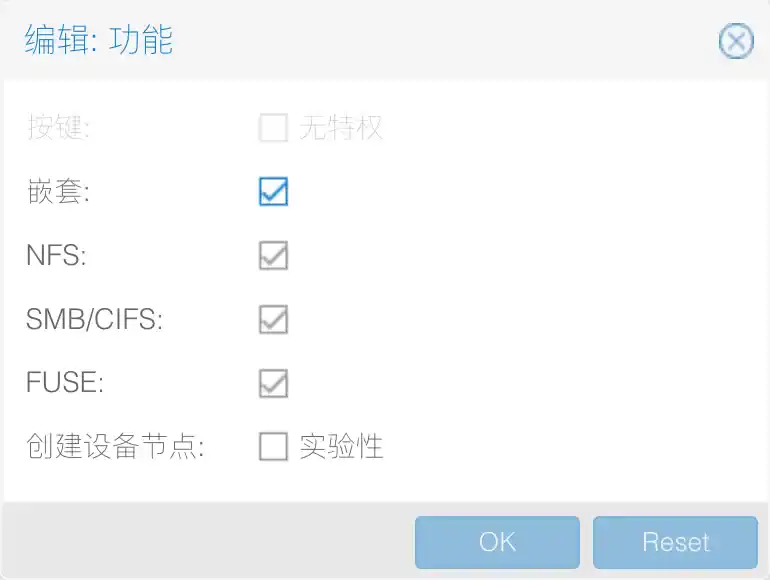 编辑: 功能
按键: 无特权
嵌套:
NFS:
SMB/CIFS:
FUSE:
创建设备节点: 实验性
OK Reset